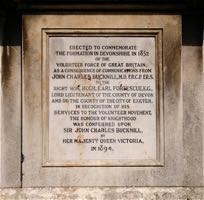 ERECTED TO COMMEMORATE
THE FORMATION IN DEVONSHIRE IN 1852
OF THE
VOLUNTEER FORCE OF GREAT BRITAIN,
AS A CONSEQUENCE OF COMMUNICATIONS FROM
JOHN CHARLES BUCKNILL, M.D. F.R.C.P. F.R.S.
TO THE
RIGHT HON. HUGH, EARL FORTESCUE, K.G.,
LORD LIEUTENANT OF THE COUNTY OF DEVON
AND OF THE COUNTY OF THE CITY OF EXETER.
IN RECOGNITION OF HIS
SERVICES TO THE VOLUNTEER MOVEMENT,
THE HONOUR OF KNIGHTHOOD
WAS CONFERRED UPON
SIR JOHN CHARLES BUCKNILL,
BY
HER MAJESTY QUEEN VICTORIA,
IN 1894.